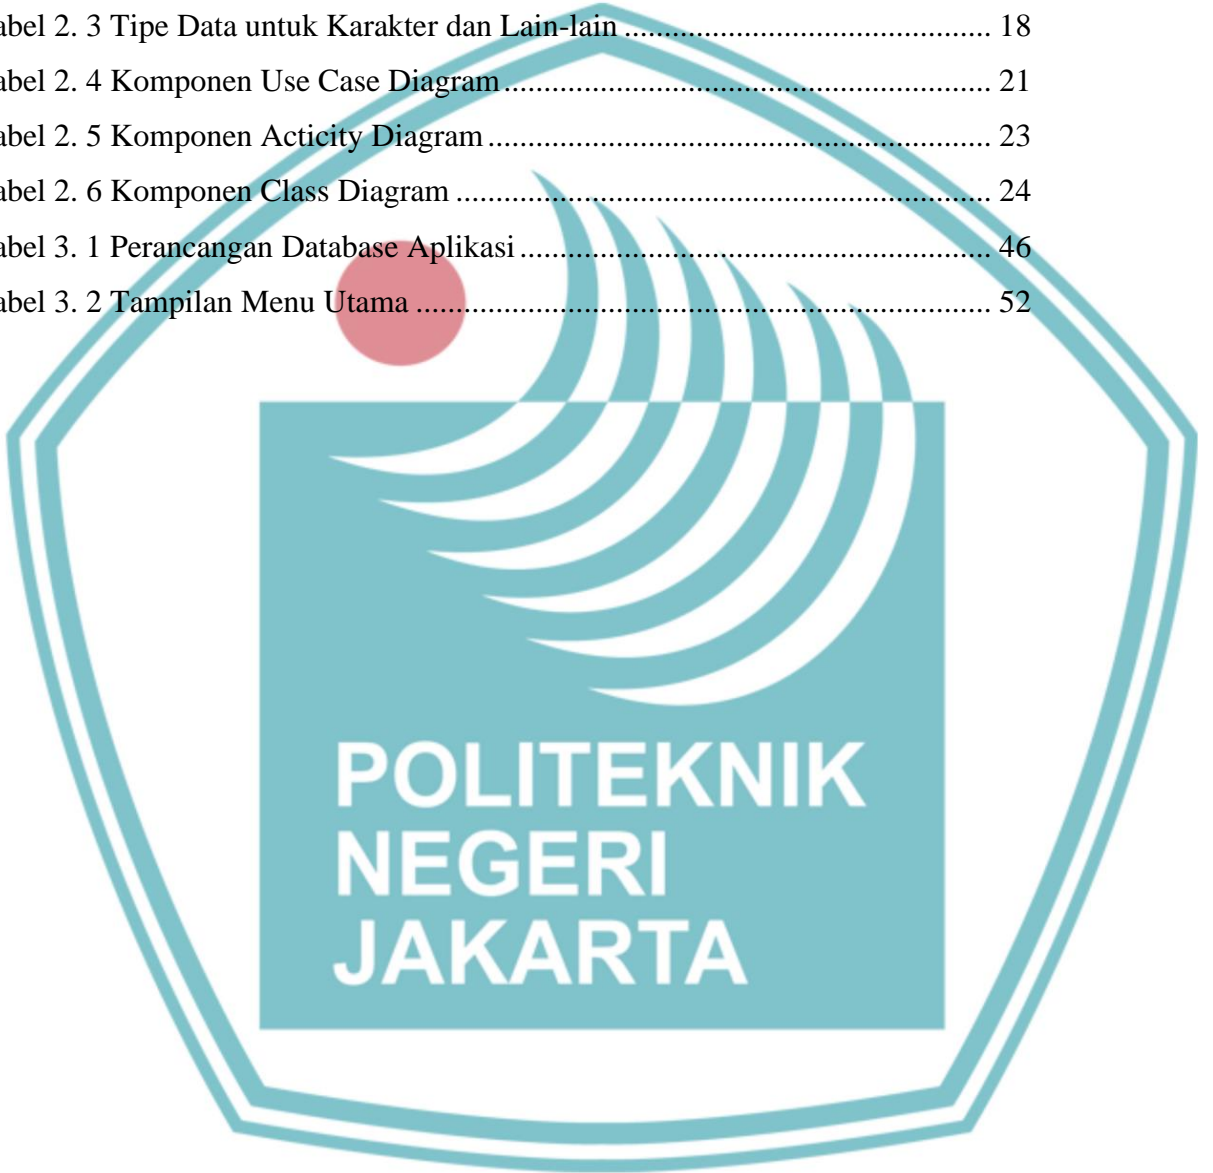 abel 2. 3 Tipe Data untuk Karakter dan Lain-lain .............................................. 18
abel 2. 4 Komponen Use Case Diagram ............................................................. 21
abel 2. 5 Komponen Acticity Diagram ............................................................... 23
abel 2. 6 Komponen Class Diagram ................................................................... 24
abel 3. 1 Perancangan Database Aplikasi ........................................................... 46
abel 3. 2 Tampilan Menu Utama ........................................................................ 52
POLITEKNIK
NEGERI
JAKARTA